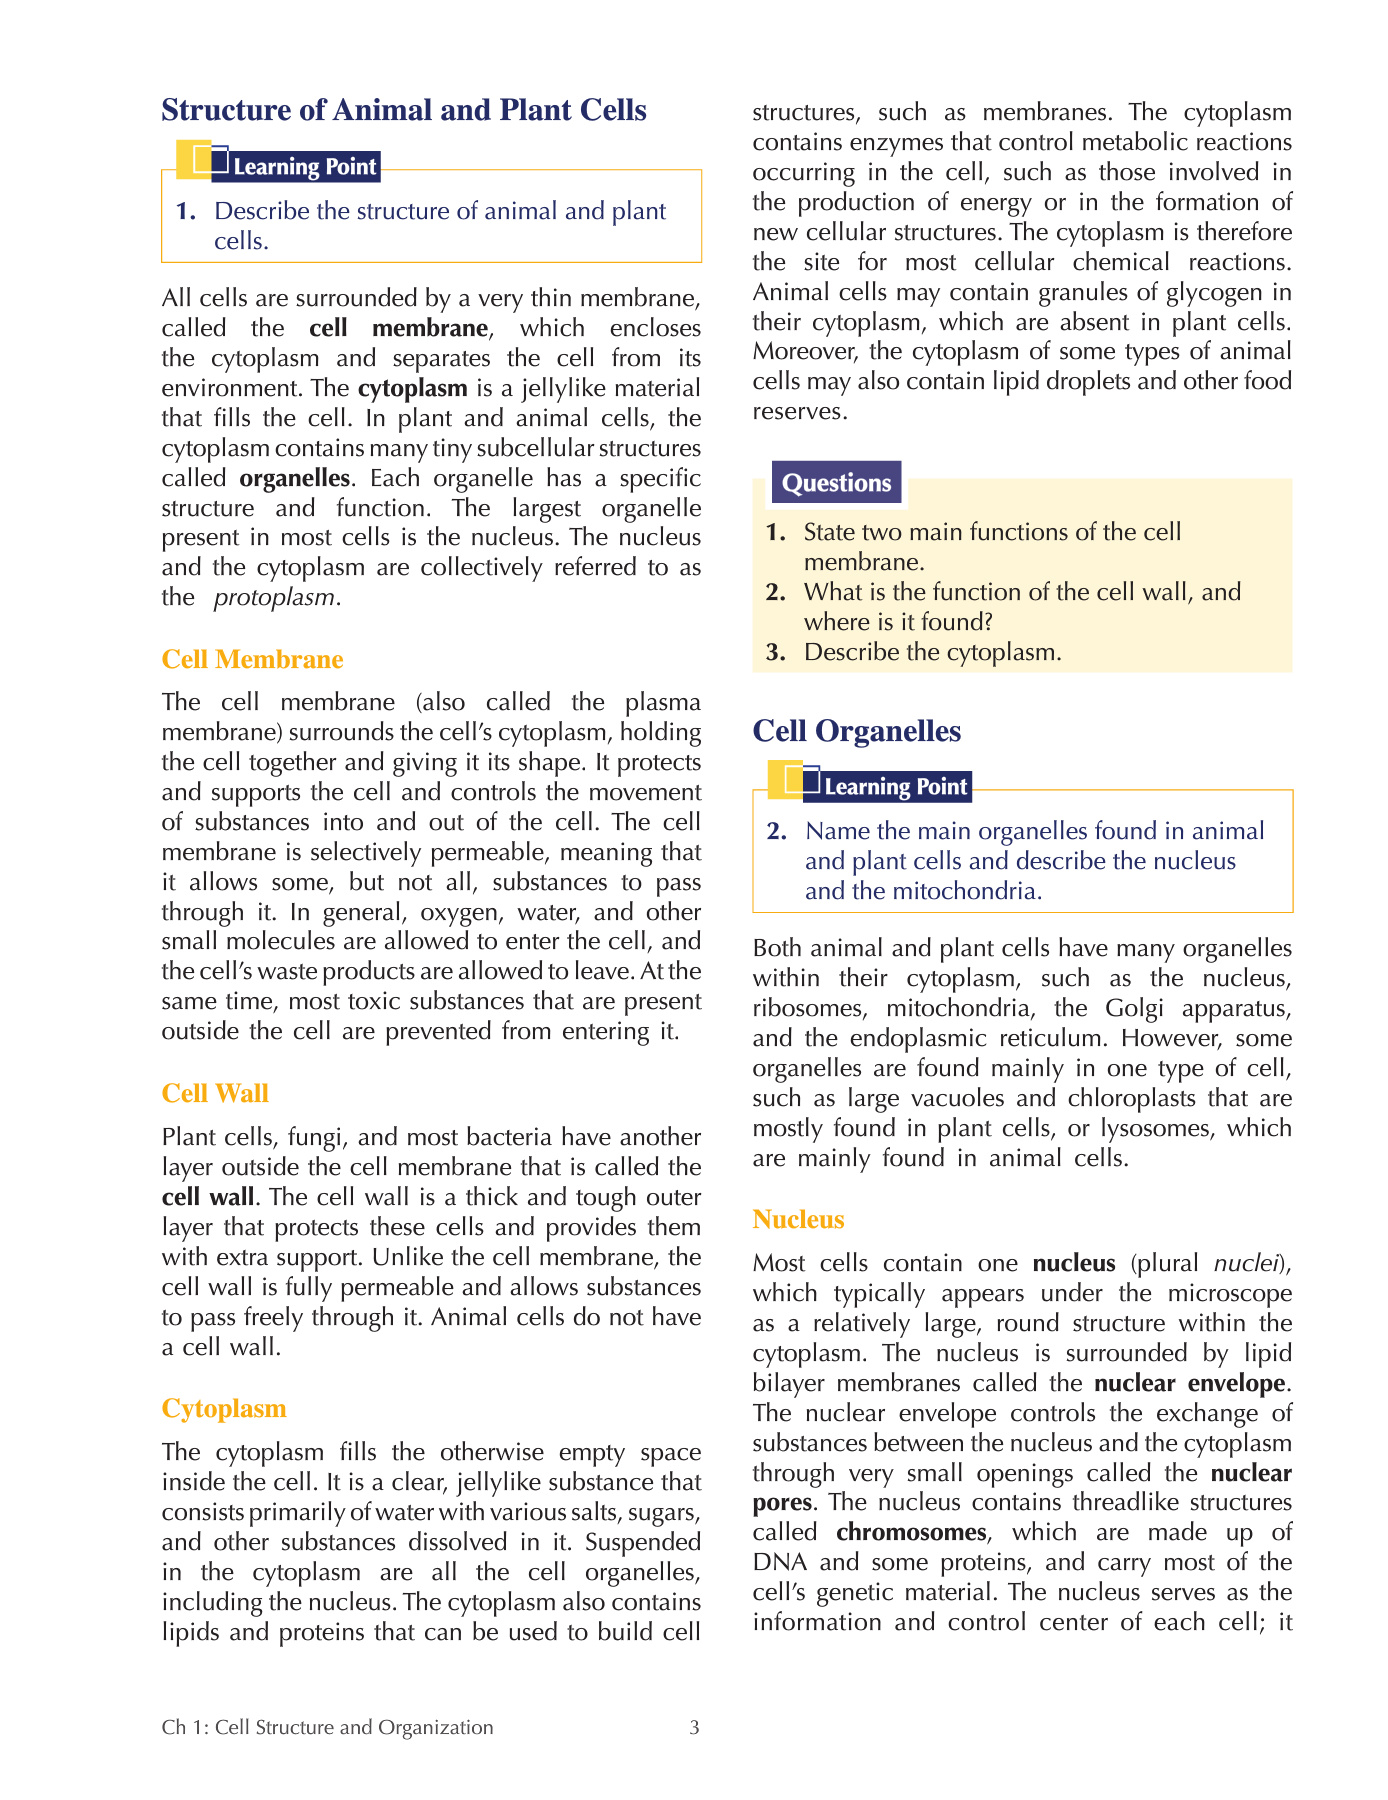 Structure of Animal and Plant Cells
Learning Point
1. Describe the structure of animal and plant
cells.
All cells are surrounded by a very thin membrane,
called the cell membrane, which encloses
the cytoplasm and separates the cell from its
environment. The cytoplasm is a jellylike material
that fills the cell. In plant and animal cells, the
cytoplasm contains many tiny subcellular structures
called organelles. Each organelle has a specific
structure and function. The largest organelle
present in most cells is the nucleus. The nucleus
and the cytoplasm are collectively referred to as
the protoplasm.
Cell Membrane
The cell membrane (also called the plasma
membrane) surrounds the cell’s cytoplasm, holding
the cell together and giving it its shape. It protects
and supports the cell and controls the movement
of substances into and out of the cell. The cell
membrane is selectively permeable, meaning that
it allows some, but not all, substances to pass
through it. In general, oxygen, water, and other
small molecules are allowed to enter the cell, and
the cell’s waste products are allowed to leave. At the
same time, most toxic substances that are present
outside the cell are prevented from entering it.
Cell Wall
Plant cells, fungi, and most bacteria have another
layer outside the cell membrane that is called the
cell wall. The cell wall is a thick and tough outer
layer that protects these cells and provides them
with extra support. Unlike the cell membrane, the
cell wall is fully permeable and allows substances
to pass freely through it. Animal cells do not have
a cell wall.
Cytoplasm
The cytoplasm fills the otherwise empty space
inside the cell. It is a clear, jellylike substance that
consists primarily of water with various salts, sugars,
and other substances dissolved in it. Suspended
in the cytoplasm are all the cell organelles,
including the nucleus. The cytoplasm also contains
lipids and proteins that can be used to build cell
structures, such as membranes. The cytoplasm
contains enzymes that control metabolic reactions
occurring in the cell, such as those involved in
the production of energy or in the formation of
new cellular structures. The cytoplasm is therefore
the site for most cellular chemical reactions.
Animal cells may contain granules of glycogen in
their cytoplasm, which are absent in plant cells.
Moreover, the cytoplasm of some types of animal
cells may also contain lipid droplets and other food
reserves.
Questions
1. State two main functions of the cell
membrane.
2. What is the function of the cell wall, and
where is it found?
3. Describe the cytoplasm.
Cell Organelles
Learning Point
2. Name the main organelles found in animal
and plant cells and describe the nucleus
and the mitochondria.
Both animal and plant cells have many organelles
within their cytoplasm, such as the nucleus,
ribosomes, mitochondria, the Golgi apparatus,
and the endoplasmic reticulum. However, some
organelles are found mainly in one type of cell,
such as large vacuoles and chloroplasts that are
mostly found in plant cells, or lysosomes, which
are mainly found in animal cells.
Nucleus
Most cells contain one nucleus (plural nuclei),
which typically appears under the microscope
as a relatively large, round structure within the
cytoplasm. The nucleus is surrounded by lipid
bilayer membranes called the nuclear envelope.
The nuclear envelope controls the exchange of
substances between the nucleus and the cytoplasm
through very small openings called the nuclear
pores. The nucleus contains threadlike structures
called chromosomes, which are made up of
DNA and some proteins, and carry most of the
cell’s genetic material. The nucleus serves as the
information and control center of each cell; it
Ch 1: Cell Structure and Organization 3